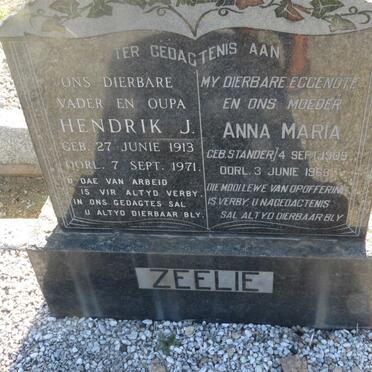 TER GEDAGTENIS AAN
ONS DIERBARE
VADER EN OUPA
HENDRIK J.
GEB. 27 JUNIE 1913
OORL. 7 SEPT. 1971.
U DAE VAN ARBEID
IS VIR ALTYD VERBY.
IN ONS GEDAGTES SAL
U ALTYD DIERBAAR BLY.
MY DIERBARE EGGENOTE
EN ONS MOEDER
ANNA MARIA
GEB. STANDER 4 SEPT. 1909
OORL. 3 JUNIE
DIE MOOI LEWE VAN OPOFFERING
IS VERBY, U NAGEDAGTENIS
SAL ALTYD DIERBAAR BLY
ZEELIE